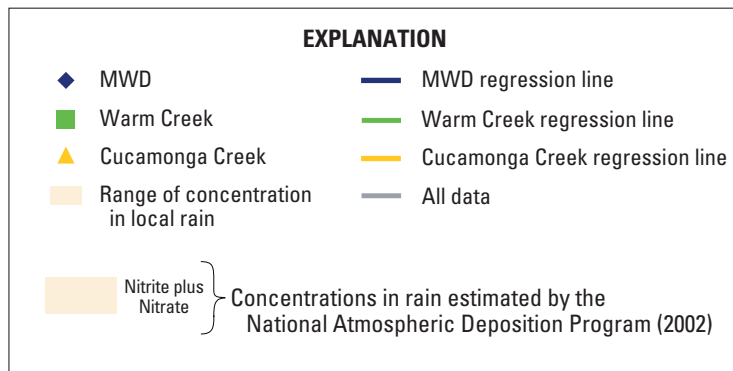 EXPLANATION
MWD
MWD regression line
Warm Creek
Warm Creek regression line
Cucamonga Creek
Cucamonga Creek regression line
Range of concentration
in local rain
All data
Nitrite plus
Nitrate
Concentrations in rain estimated by the
National Atmospheric Deposition Program (2002)